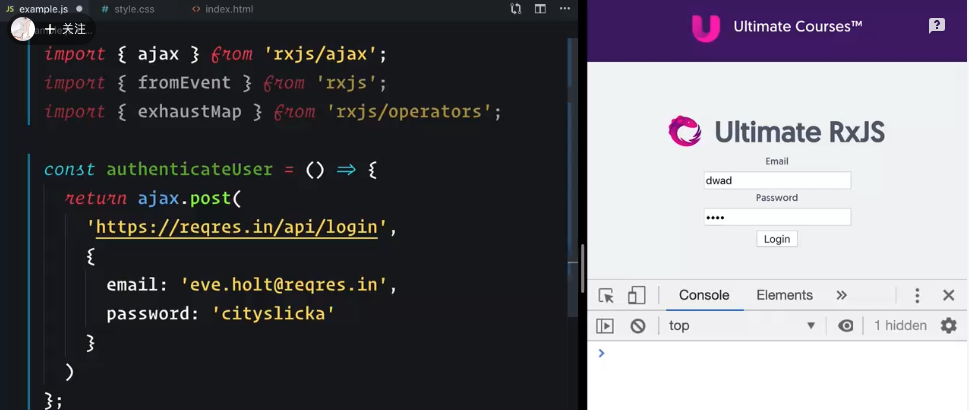 example.js
style.css
index.html
关注
import { ajax } from 'rxjs/ajax';
import { fromEvent } from 'rxjs';
import { exhaustMap } from 'rxjs/operators';
const authenticateUser = () => {
return ajax.post(
'https://reqres.in/api/login',
{
email: 'eve.holt@reqres.in',
password: 'cityslicka'
}
)
};
Ultimate Courses™
Ultimate RxJS
Email
dwad
Password
••••
Login
Console Elements
top 1 hidden